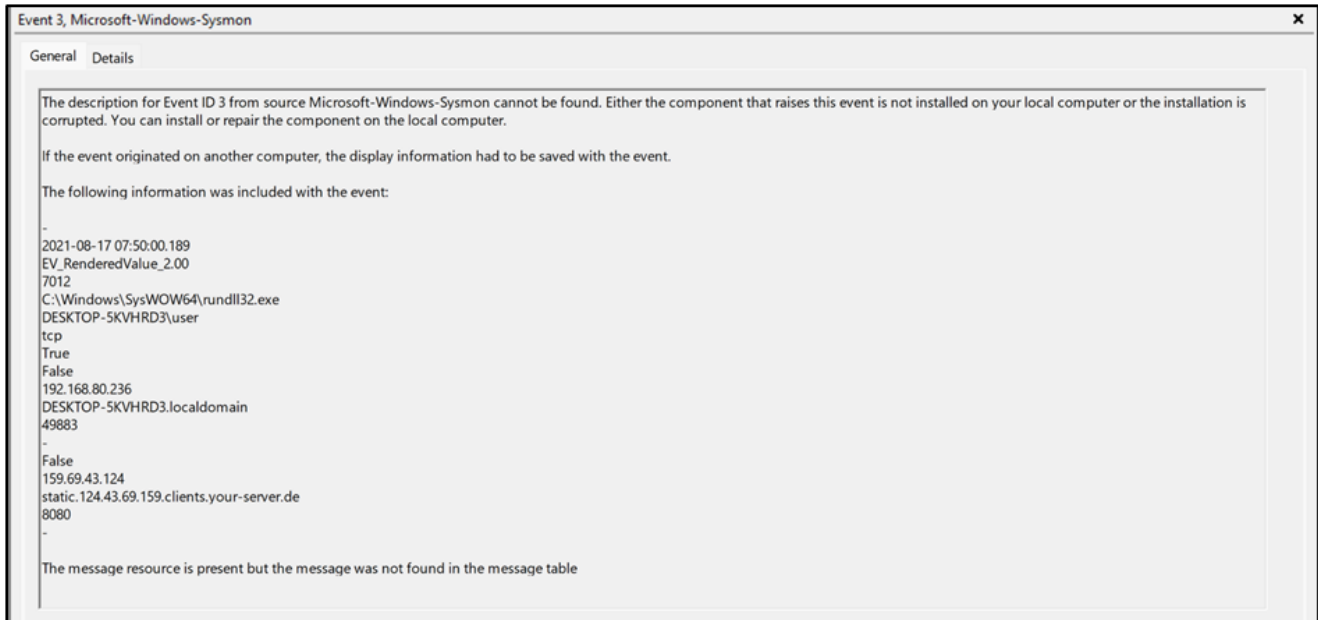 Event 3, Microsoft-Windows-Sysmon
General Details
The description for Event ID 3 from source Microsoft-Windows-Sysmon cannot be found. Either the component that raises this event is not installed on your local computer or the installation is
corrupted. You can install or repair the component on the local computer.
If the event originated on another computer, the display information had to be saved with the event.
The following information was included with the event:
-
2021-08-17 07:50:00.189
EV_RenderedValue_2.00
7012
C:\Windows\SysWOW64\rundll32.exe
DESKTOP-5KVHRD3\user
tcp
True
False
192.168.80.236
DESKTOP-5KVHRD3.localdomain
49883
-
False
159.69.43.124
static.124.43.69.159.clients.your-server.de
8080
-
The message resource is present but the message was not found in the message table